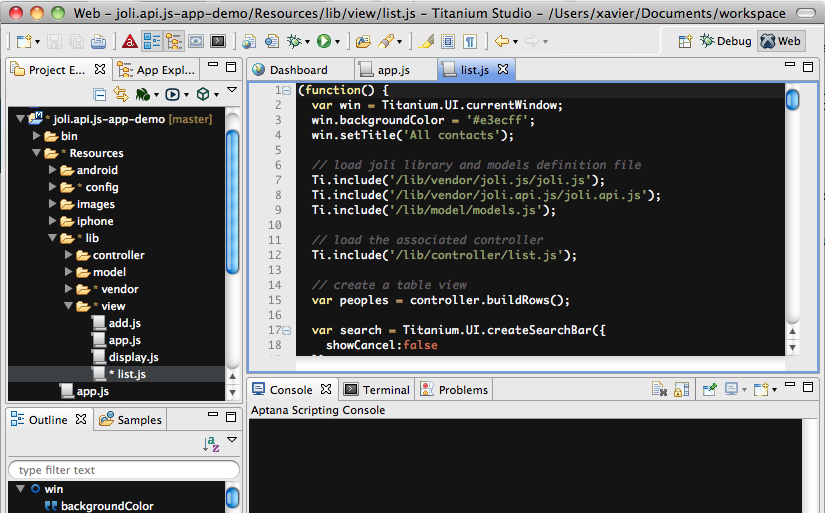 Web - joli.api.js-app-demo/Resources/lib/view/list.js - Titanium Studio - /Users/xavier/Documents/workspace
Debug
Web
Project E...
App Expl...
* joli.api.js-app-demo [master]
bin
* Resources
android
* config
images
iphone
* lib
controller
model
* vendor
* view
add.js
app.js
display.js
* list.js
app.js
Dashboard
app.js
list.js
1 (function() {
2 var win = Titanium.UI.currentWindow;
3 win.backgroundColor = '#e3ecff';
4 win.setTitle('All contacts');
5
6 // load joli library and models definition file
7 Ti.include('/lib/vendor/joli.js/joli.js');
8 Ti.include('/lib/vendor/joli.api.js/joli.api.js');
9 Ti.include('/lib/model/models.js');
10
11 // load the associated controller
12 Ti.include('/lib/controller/list.js');
13
14 // create a table view
15 var peoples = controller.buildRows();
16
17 var search = Titanium.UI.createSearchBar({
18 showCancel:false
Outline
Samples
a
z
type filter text
win
backgroundColor
Console
Terminal
Problems
Aptana Scripting Console